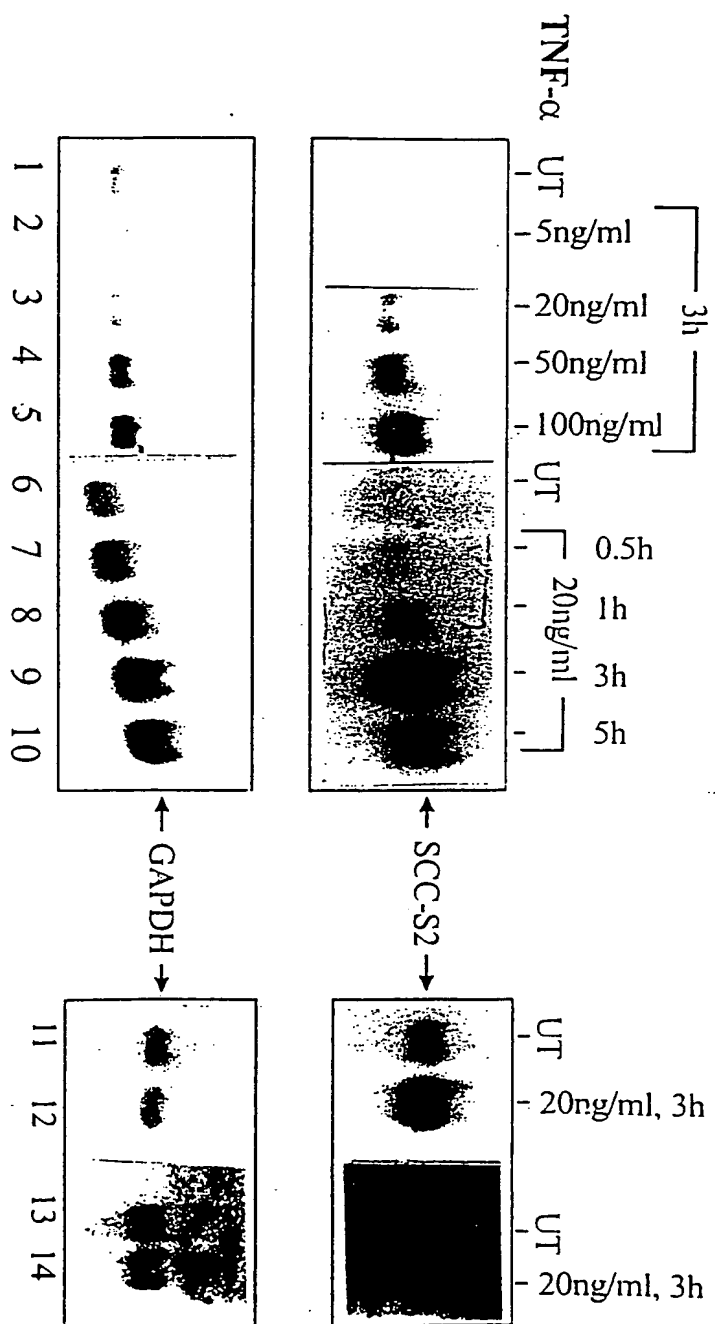 TNF-α
UT
5ng/ml
20ng/ml
50ng/ml
100ng/ml
3h
UT
0.5h
1h
3h
5h
20ng/ml
UT
20ng/ml, 3h
UT
20ng/ml, 3h
← SCC-S2 →
← GAPDH →
1 2 3 4 5 6 7 8 9 10
11 12 13 14